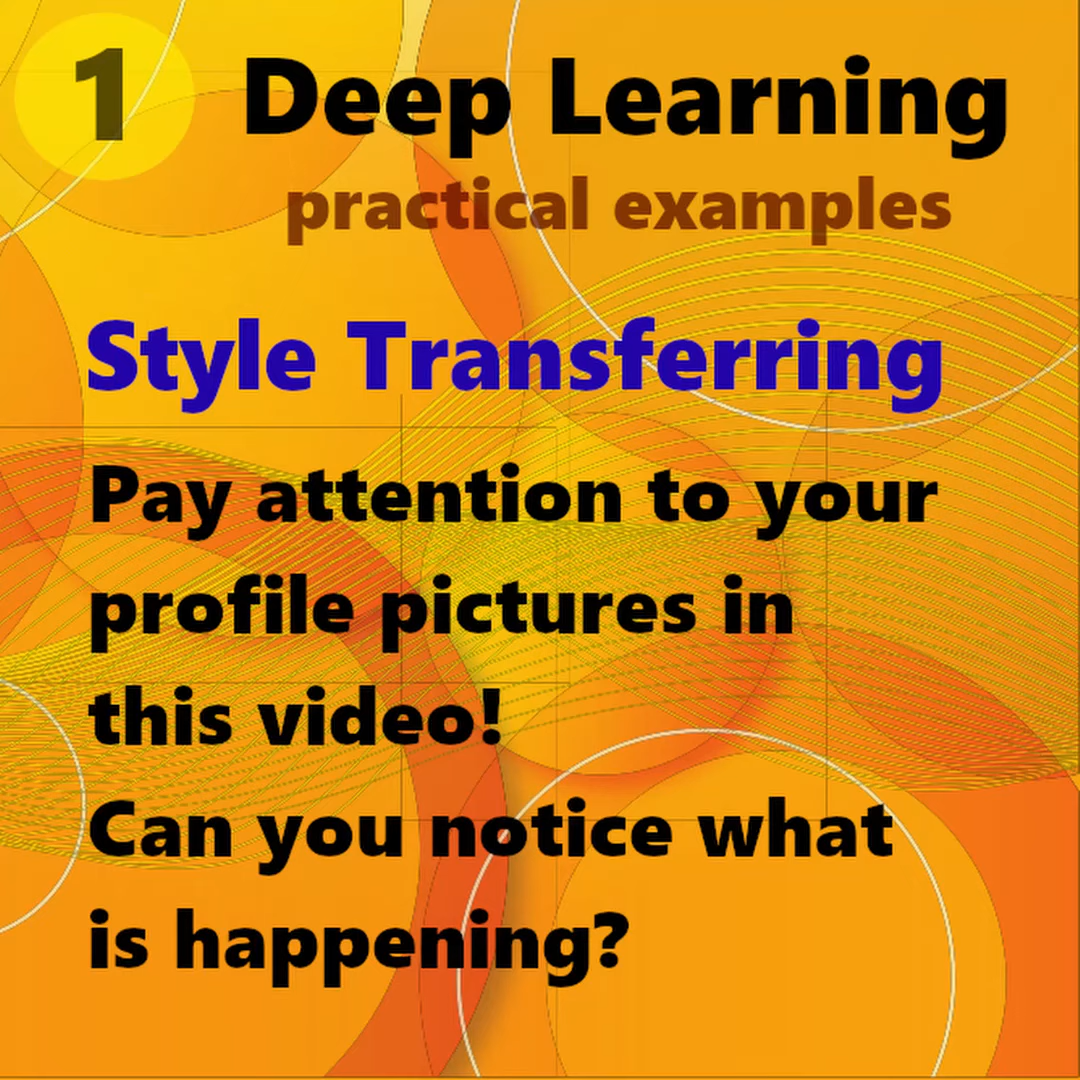 1 Deep Learning
practical examples
Style Transferring
Pay attention to your
profile pictures in
this video!
Can you notice what
is happening?